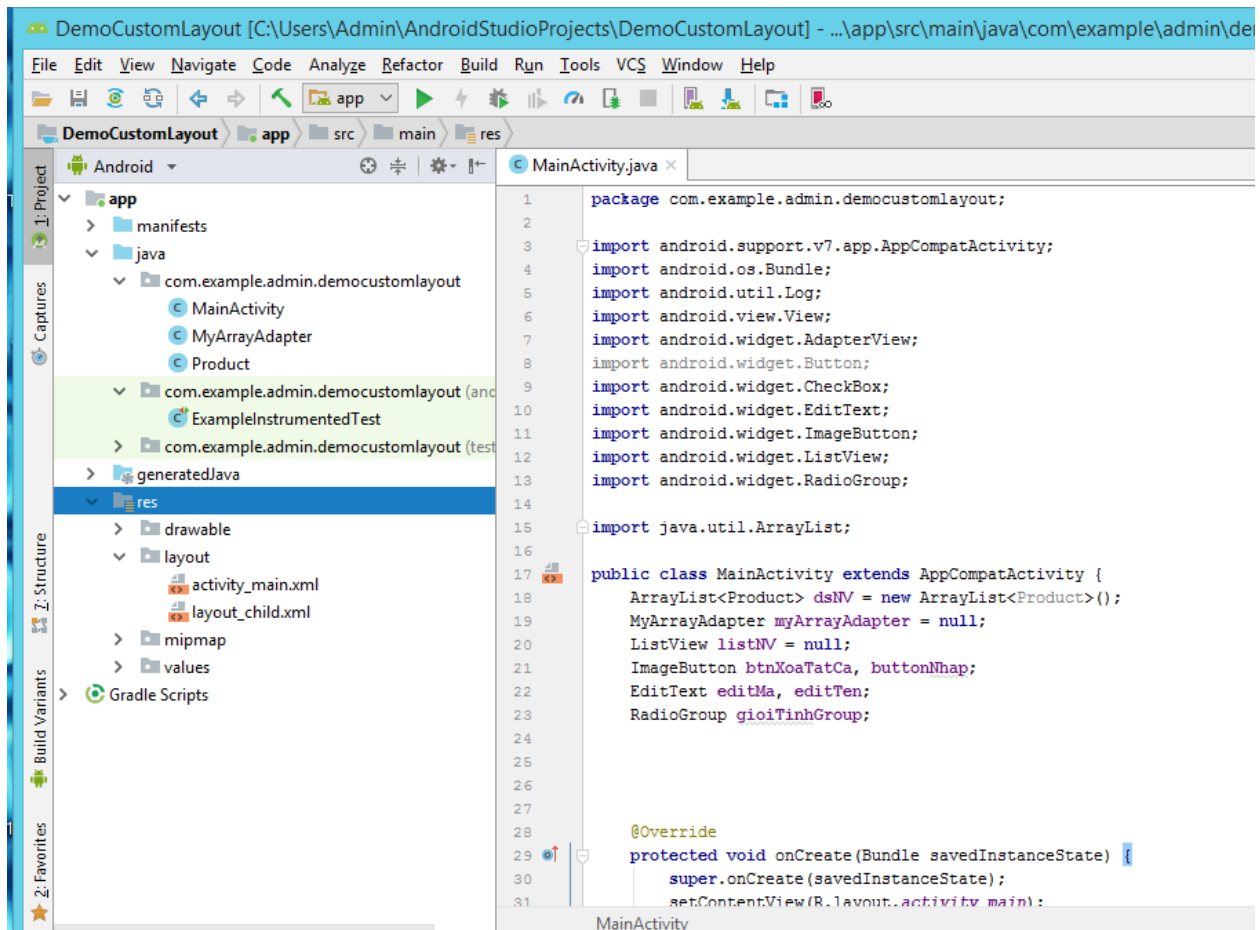 DemoCustomLayout [C:\Users\Admin\AndroidStudioProjects\DemoCustomLayout] - ...\app\src\main\java\com\example\admin\der
File Edit View Navigate Code Analyze Refactor Build Run Tools VCS Window Help
app
DemoCustomLayout app src main res
Android
MainActivity.java
1: Project
Captures
7: Structure
Build Variants
2: Favorites
app
manifests
java
com.example.admin.democustomlayout
MainActivity
MyArrayAdapter
Product
com.example.admin.democustomlayout (and
ExampleInstrumentedTest
com.example.admin.democustomlayout (test
generatedJava
res
drawable
layout
activity_main.xml
layout_child.xml
mipmap
values
Gradle Scripts
1 package com.example.admin.democustomlayout;
2
3 import android.support.v7.app.AppCompatActivity;
4 import android.os.Bundle;
5 import android.util.Log;
6 import android.view.View;
7 import android.widget.AdapterView;
8 import android.widget.Button;
9 import android.widget.CheckBox;
10 import android.widget.EditText;
11 import android.widget.ImageButton;
12 import android.widget.ListView;
13 import android.widget.RadioGroup;
14
15 import java.util.ArrayList;
16
17 public class MainActivity extends AppCompatActivity {
18 ArrayList<Product> dsNV = new ArrayList<Product>();
19 MyArrayAdapter myArrayAdapter = null;
20 ListView listNV = null;
21 ImageButton btnXoaTatCa, buttonNhap;
22 EditText editMa, editTen;
23 RadioGroup gioiTinhGroup;
24
25
26
27
28 @Override
29 protected void onCreate(Bundle savedInstanceState) {
30 super.onCreate(savedInstanceState);
31 setContentView(R.layout.activity_main);
MainActivity